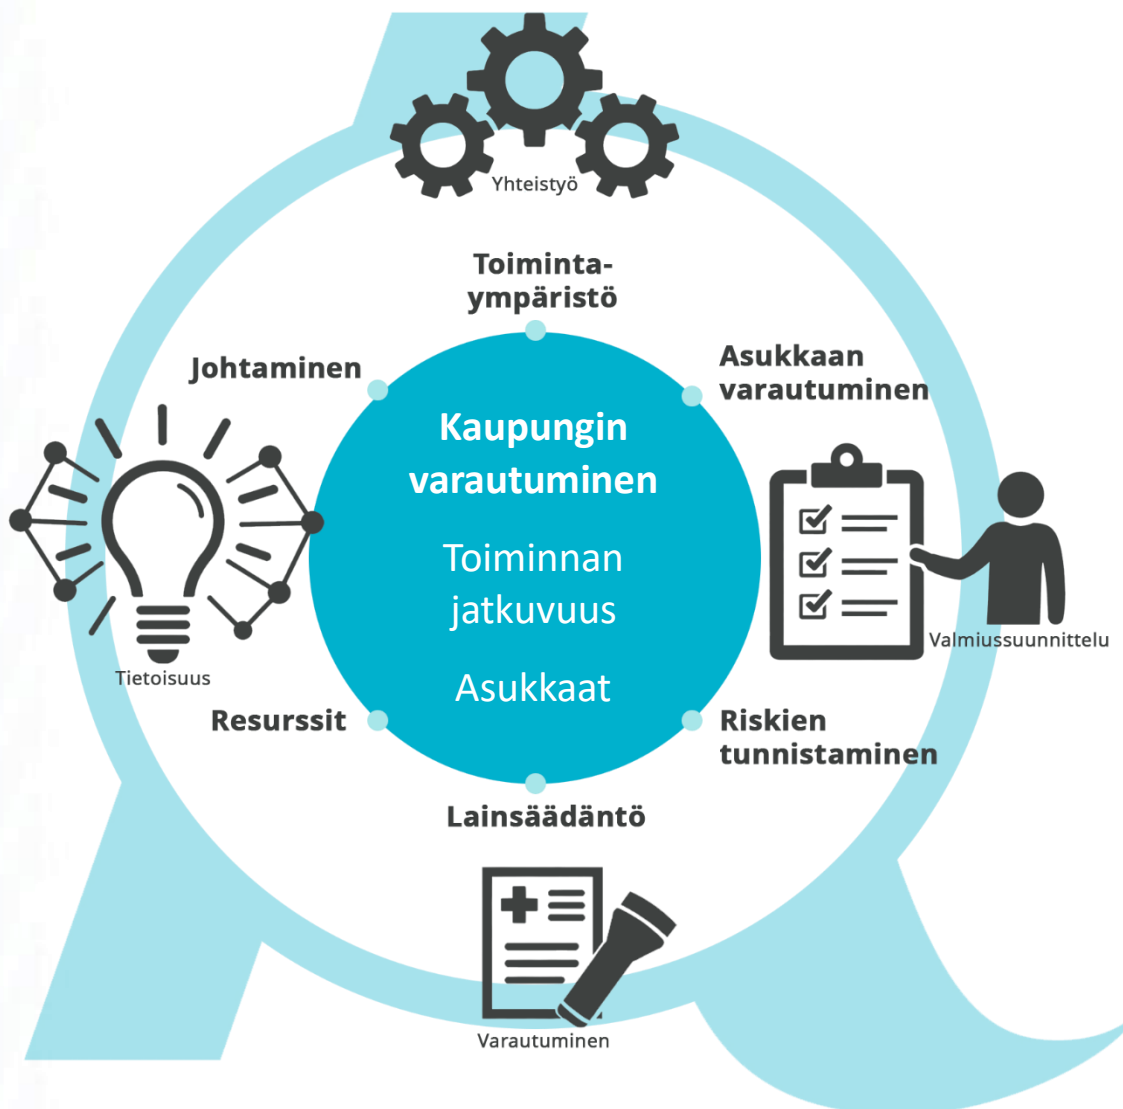 Yhteistyö
Toiminta-
ympäristö
Johtaminen
Asukkaan
varautuminen
Kaupungin
varautuminen
Toiminnan
jatkuvuus
Asukkaat
Valmiussuunnittelu
Tietoisuus
Resurssit
Riskien
tunnistaminen
Lainsäädäntö
Varautuminen